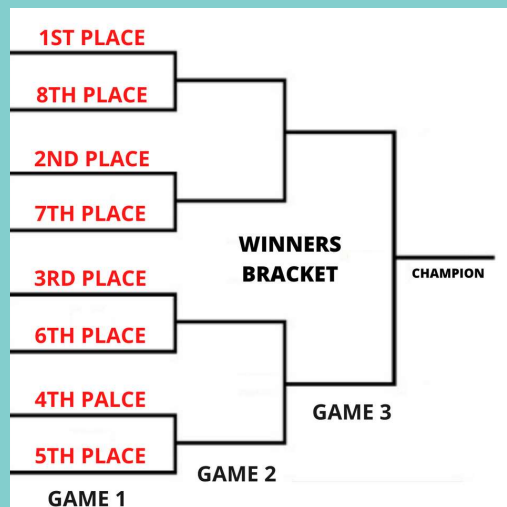 1ST PLACE
8TH PLACE
2ND PLACE
7TH PLACE
WINNERS
BRACKET
CHAMPION
3RD PLACE
6TH PLACE
4TH PALCE
GAME 3
5TH PLACE
GAME 2
GAME 1